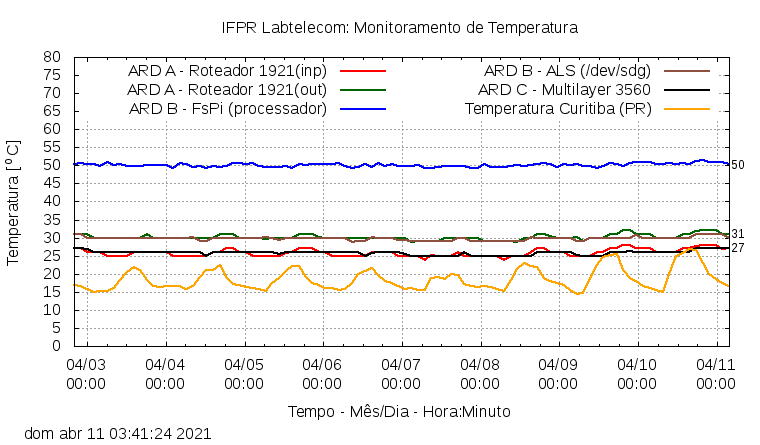 IFPR Labtelecom: Monitoramento de Temperatura
Temperatura [ºC]
80
75
70
65
60
55
50
45
40
35
30
25
20
15
10
5
0
ARD A - Roteador 1921(inp)
ARD A - Roteador 1921(out)
ARD B - FsPi (processador)
ARD B - ALS (/dev/sdg)
ARD C - Multilayer 3560
Temperatura Curitiba (PR)
50
31
27
04/03 04/04 04/05 04/06 04/07 04/08 04/09 04/10 04/11
00:00 00:00 00:00 00:00 00:00 00:00 00:00 00:00 00:00
Tempo - Mês/Dia - Hora:Minuto
dom abr 11 03:41:24 2021